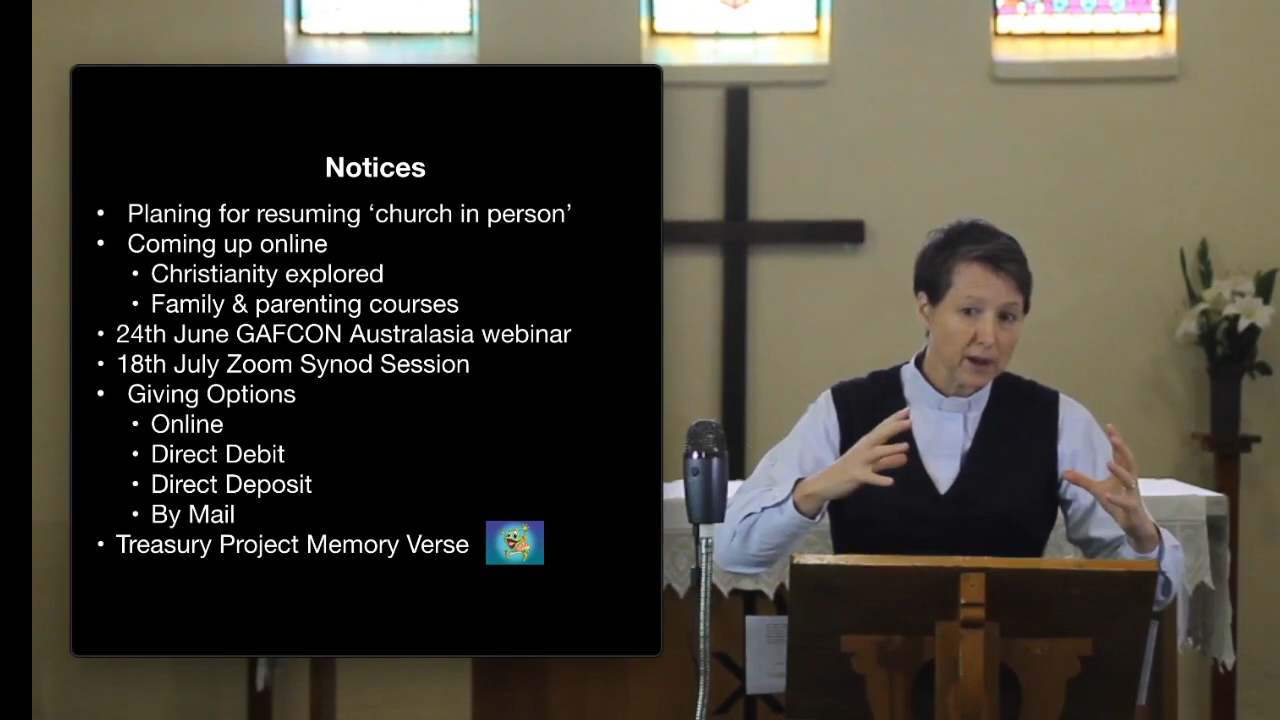 Notices
• Planing for resuming ‘church in person’
• Coming up online
• Christianity explored
• Family & parenting courses
• 24th June GAFCON Australasia webinar
• 18th July Zoom Synod Session
• Giving Options
• Online
• Direct Debit
• Direct Deposit
• By Mail
• Treasury Project Memory Verse